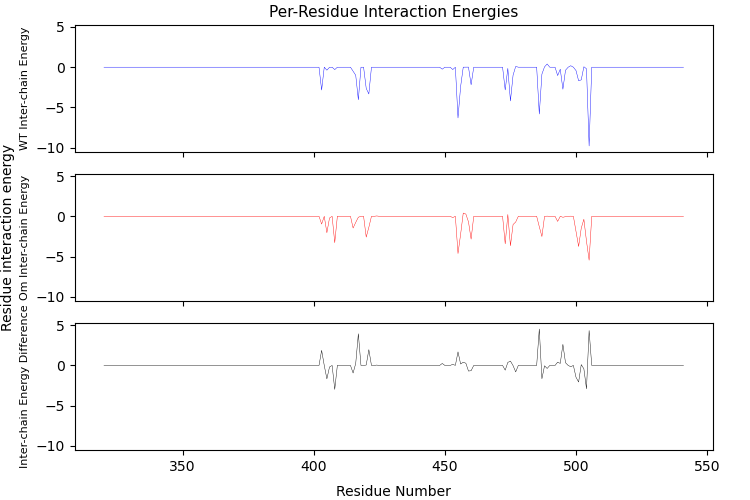 Per-Residue Interaction Energies
Residue interaction energy
WT Inter-chain Energy
5
0
−5
−10
Om Inter-chain Energy
5
0
−5
−10
Inter-chain Energy Difference
5
0
−5
−10
350
400
450
500
550
Residue Number